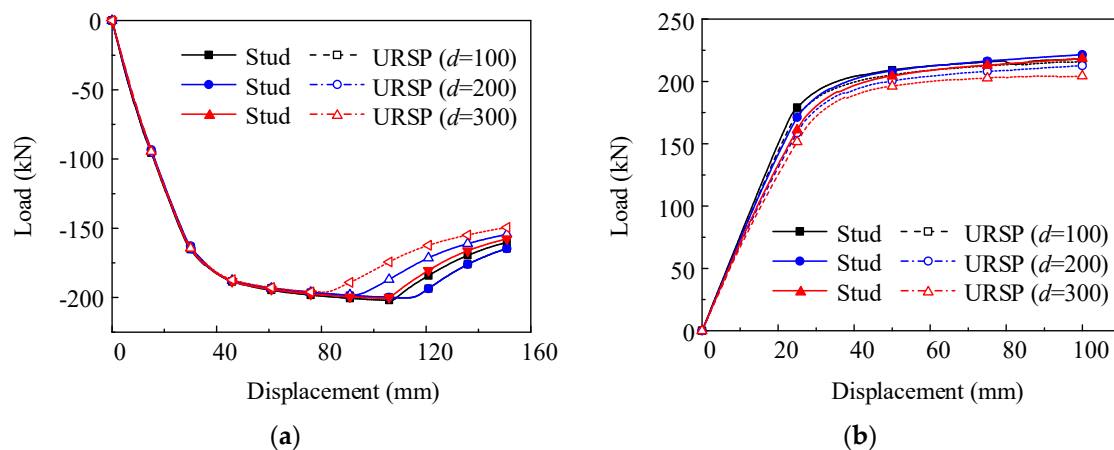 0
-50
-100
-150
-200
Load (kN)
Stud URSP (d=100)
Stud URSP (d=200)
Stud URSP (d=300)
0 40 80 120 160
Displacement (mm)
(a)
250
200
150
250
50
0
Load (kN)
Stud URSP (d=100)
Stud URSP (d=200)
Stud URSP (d=300)
0 20 40 60 80 100
Displacement (mm)
(b)